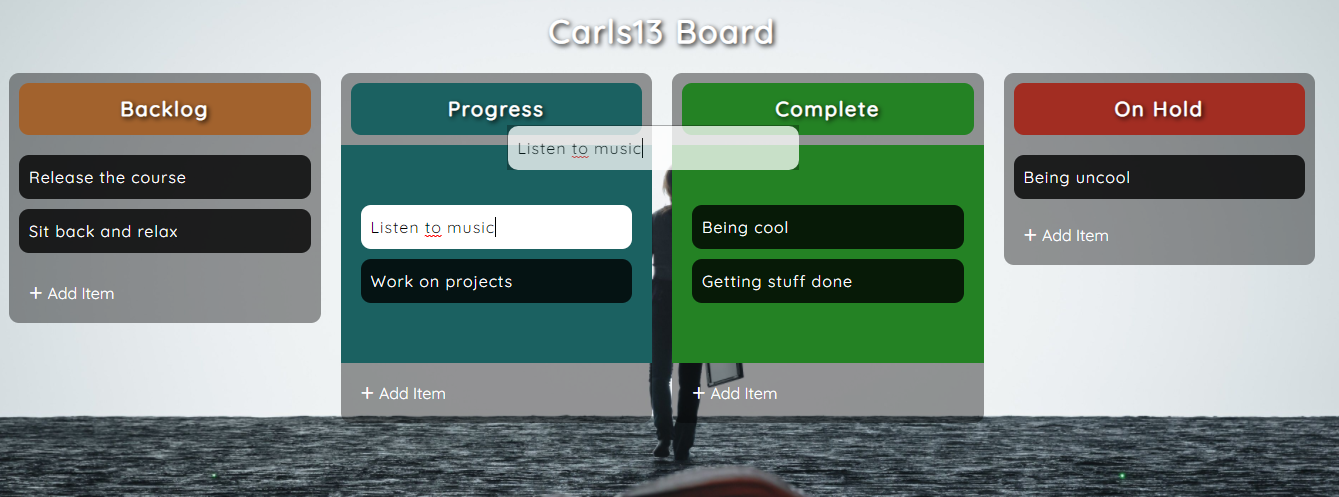 Carls13 Board
Backlog
Release the course
Sit back and relax
+ Add Item
Progress
Listen to music
Listen to music
Work on projects
+ Add Item
Complete
Being cool
Getting stuff done
+ Add Item
On Hold
Being uncool
+ Add Item